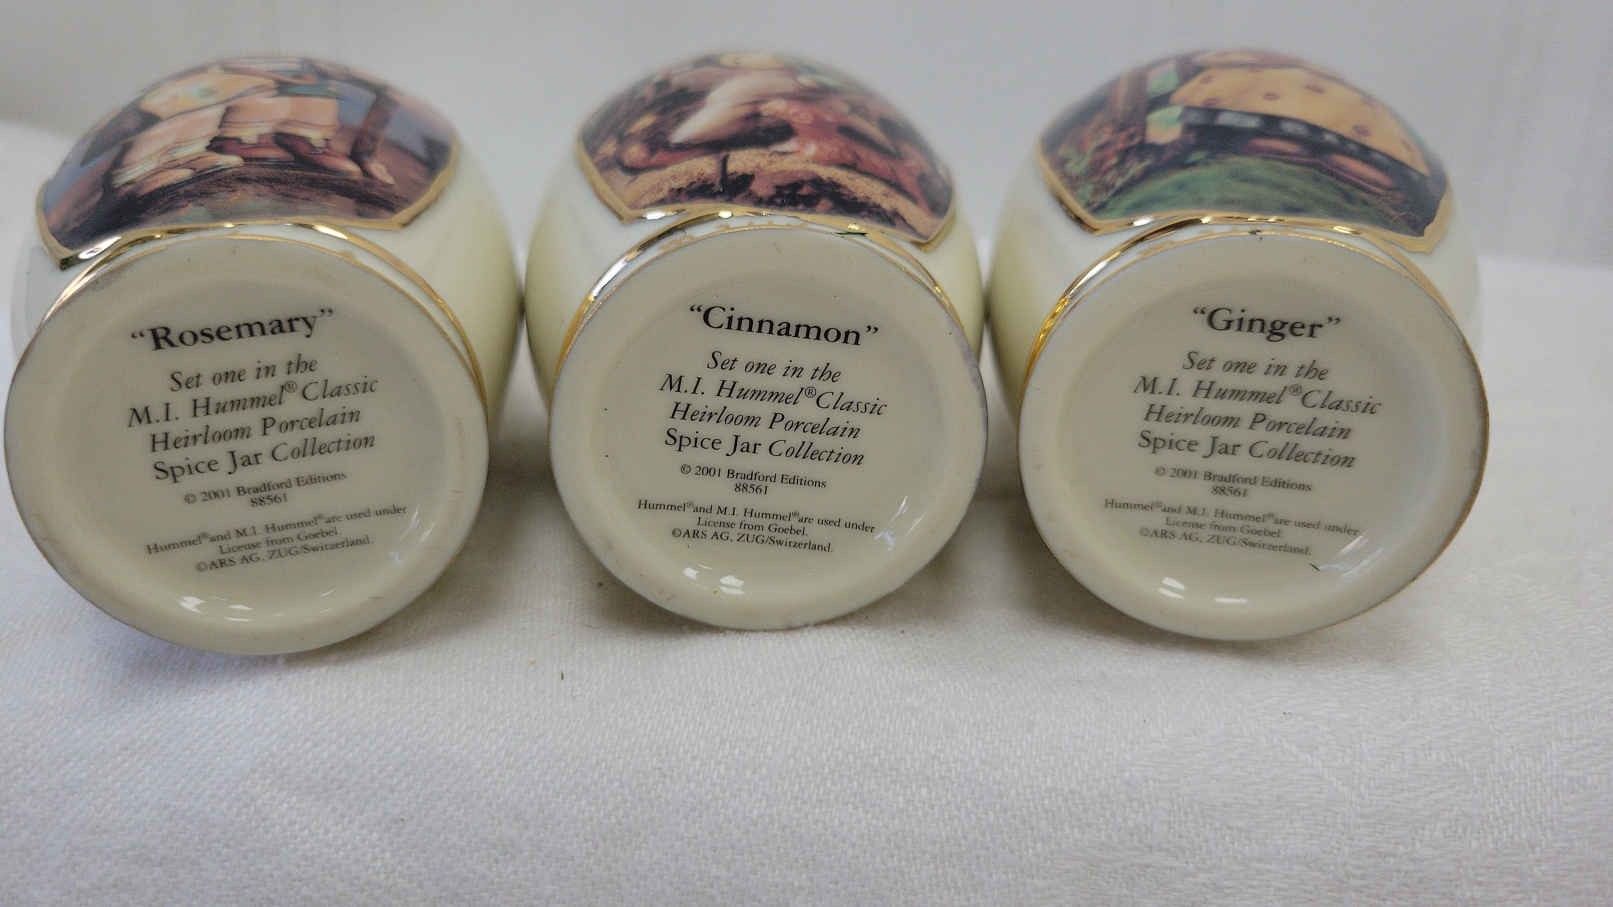 “Rosemary”
Set one in the
M.I. Hummel® Classic
Heirloom Porcelain
Spice Jar Collection
© 2001 Bradford Editions
88561
Hummel® and M.I. Hummel® are used under
License from Goebel.
©ARS AG, ZUG/Switzerland.
“Cinnamon”
Set one in the
M.I. Hummel® Classic
Heirloom Porcelain
Spice Jar Collection
© 2001 Bradford Editions
88561
Hummel® and M.I. Hummel® are used under
License from Goebel.
©ARS AG, ZUG/Switzerland.
“Ginger”
Set one in the
M.I. Hummel® Classic
Heirloom Porcelain
Spice Jar Collection
© 2001 Bradford Editions
88561
Hummel® and M.I. Hummel® are used under
License from Goebel.
©ARS AG, ZUG/Switzerland.